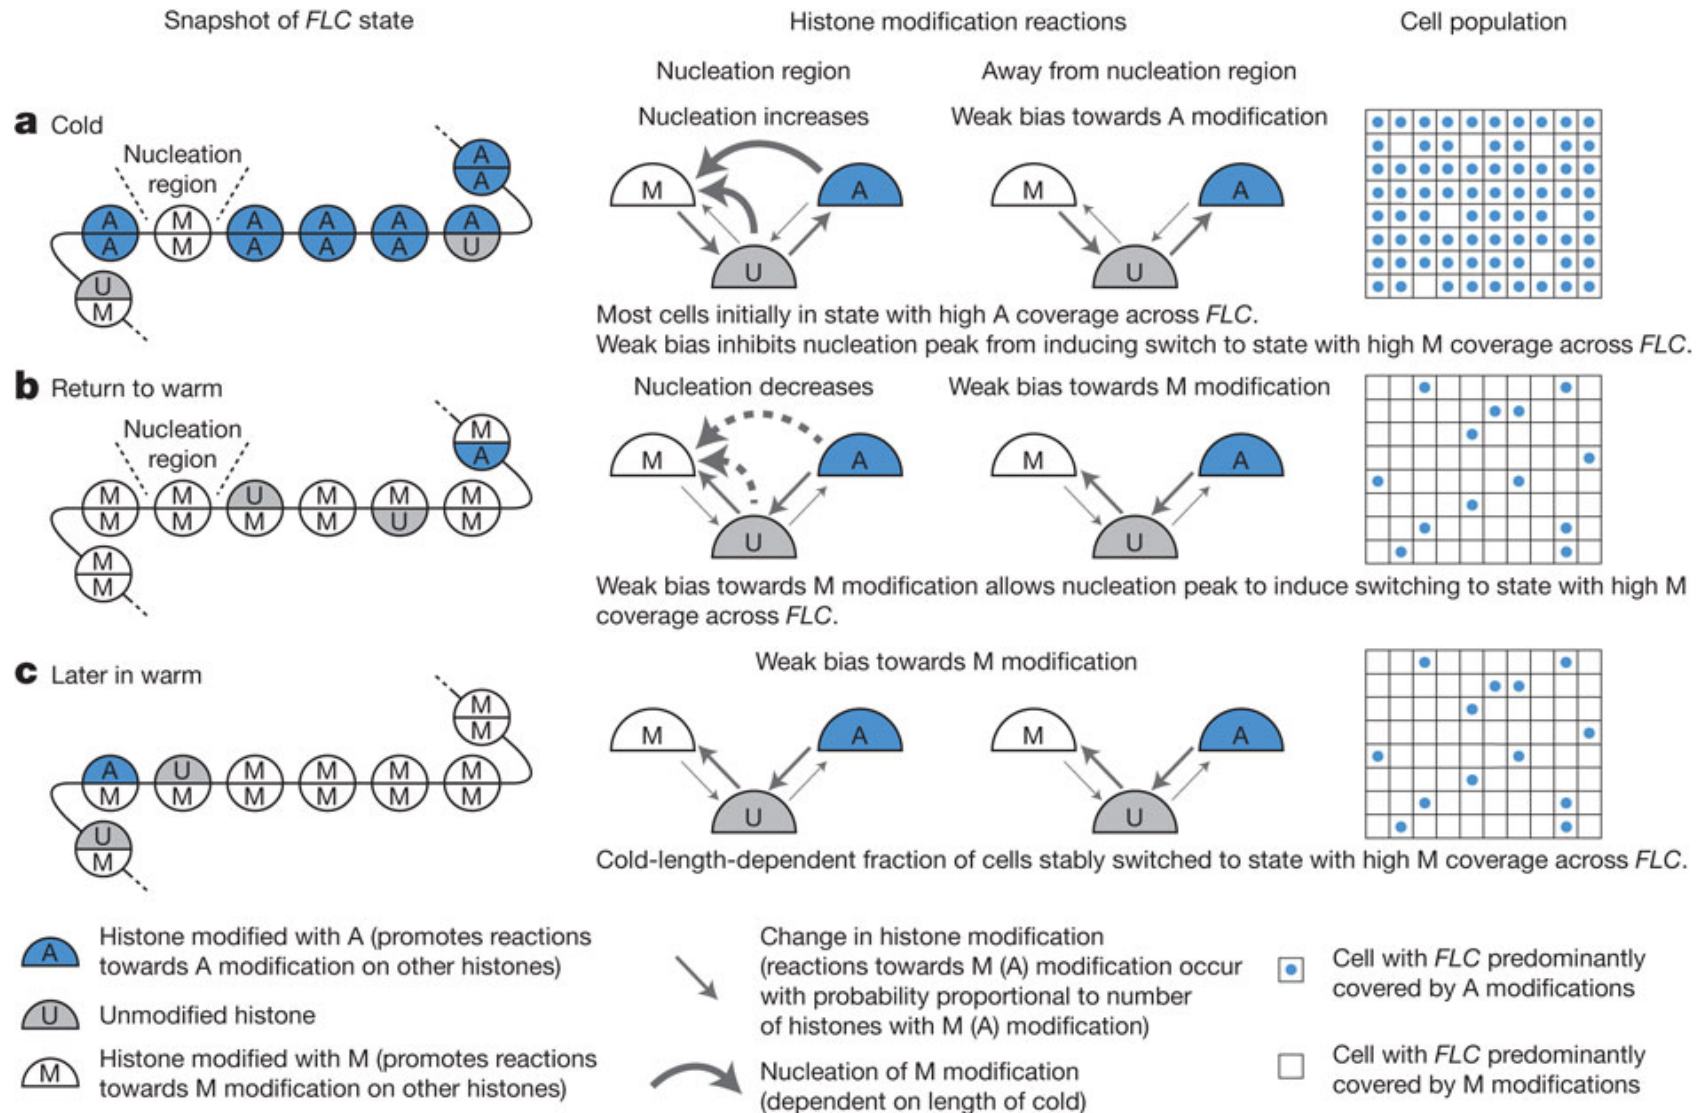 Snapshot of FLC state
Histone modification reactions
Cell population
Nucleation region
Away from nucleation region
a Cold
Nucleation increases
Weak bias towards A modification
Nucleation
region
A
A
M
M
A
A
A
A
A
A
A
U
A
A
U
M
M
A
U
M
A
U
Most cells initially in state with high A coverage across FLC.
Weak bias inhibits nucleation peak from inducing switch to state with high M coverage across FLC.
b Return to warm
Nucleation decreases
Weak bias towards M modification
Nucleation
region
M
M
M
M
U
M
M
M
M
U
M
M
M
A
M
M
M
A
U
M
A
U
Weak bias towards M modification allows nucleation peak to induce switching to state with high M
coverage across FLC.
c Later in warm
Weak bias towards M modification
A
M
U
M
M
M
M
M
M
M
M
M
M
M
U
M
M
A
U
M
A
U
Cold-length-dependent fraction of cells stably switched to state with high M coverage across FLC.
A
Histone modified with A (promotes reactions
towards A modification on other histones)
U
Unmodified histone
M
Histone modified with M (promotes reactions
towards M modification on other histones)
Change in histone modification
(reactions towards M (A) modification occur
with probability proportional to number
of histones with M (A) modification)
Nucleation of M modification
(dependent on length of cold)
Cell with FLC predominantly
covered by A modifications
Cell with FLC predominantly
covered by M modifications